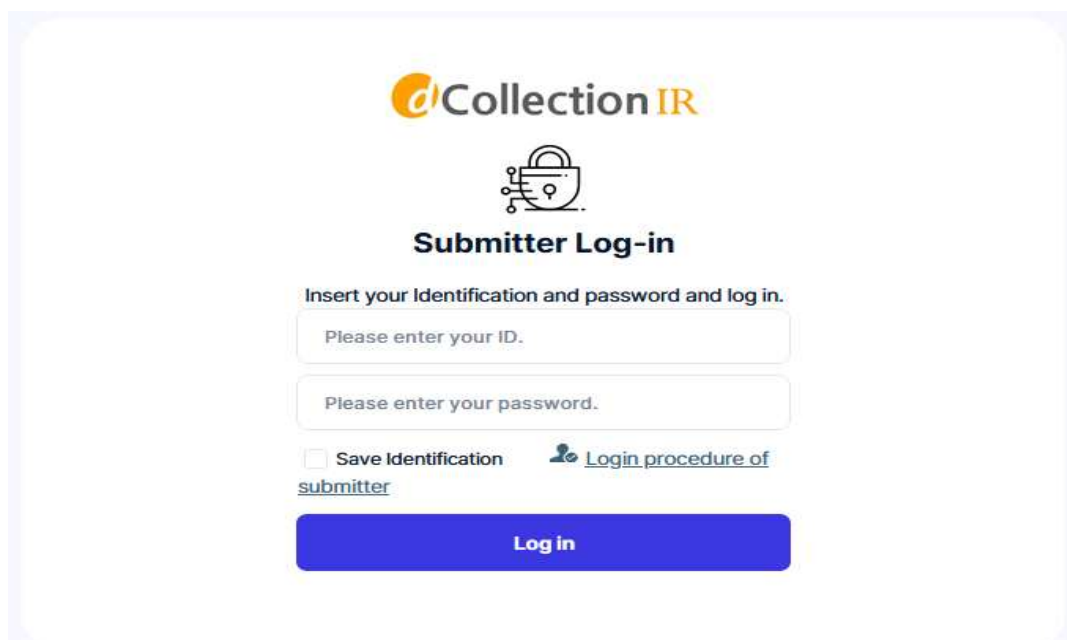 dCollection IR
Submitter Log-in
Insert your Identification and password and log in.
Please enter your ID.
Please enter your password.
Save Identification Login procedure of
submitter
Log in